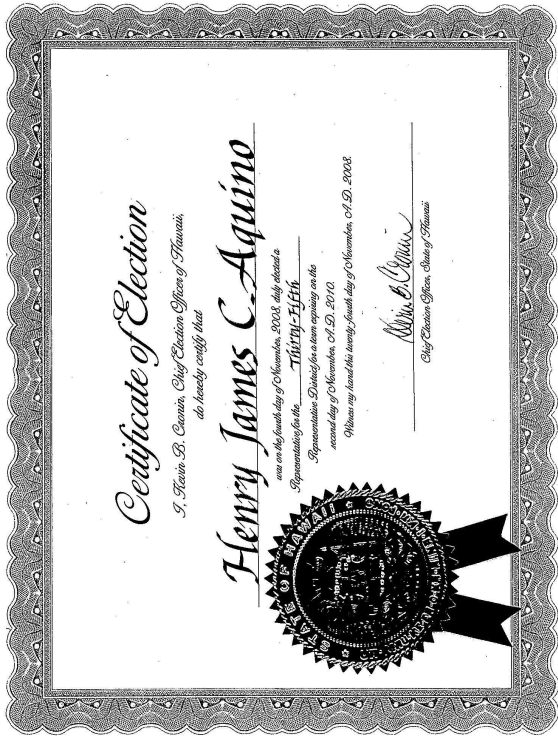 Certificate of Election
I, Kevin B. Cronin, Chief Election Officer of Hawaii,
do hereby certify that
Henry James C. Aquino
was on the fourth day of November, 2008, duly elected a
Representative for the Thirty-Fifth
Representative District for a term expiring on the
second day of November, A.D. 2010.
Witness my hand this twenty-fourth day of November, A.D. 2008.
Kevin B. Cronin
Chief Election Officer, State of Hawaii
STATE OF HAWAII